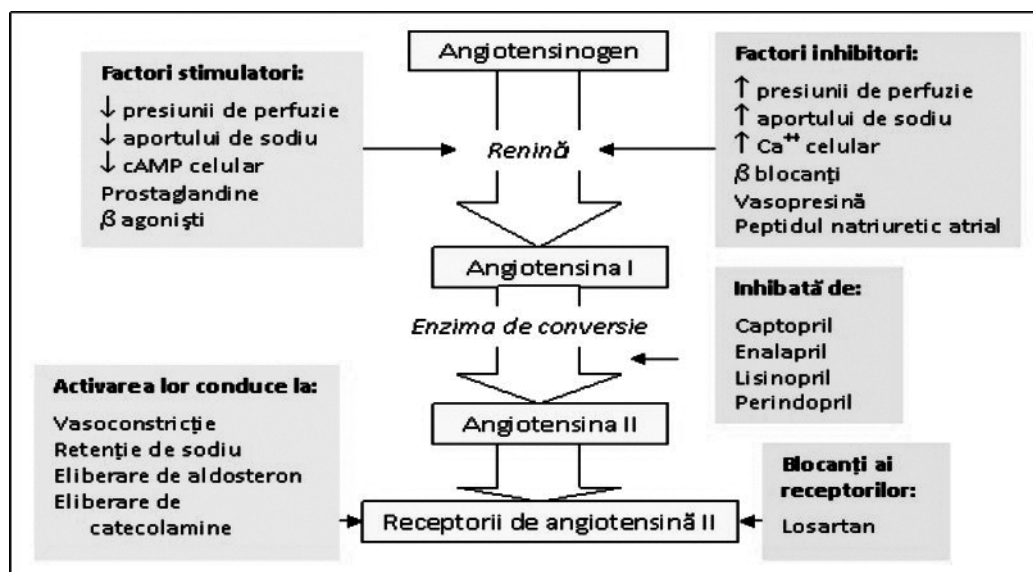 Angiotensinogen
Factori stimulatori:
↓ presiunii de perfuzie
↓ aportului de sodiu
↓ cAMP celular
Prostaglandine
β agoniști
Renină
Factori inhibitori:
↑ presiunii de perfuzie
↑ aportului de sodiu
↑ Ca⁺⁺ celular
β blocanți
Vasopresină
Peptidul natriuretic atrial
Angiotensina I
Enzima de conversie
Inhibată de:
Captopril
Enalapril
Lisinopril
Perindopril
Angiotensina II
Activarea lor conduce la:
Vasoconstricție
Retenție de sodiu
Eliberare de aldosteron
Eliberare de
catecolamine
Receptorii de angiotensină II
Blocanți ai
receptorilor:
Losartan